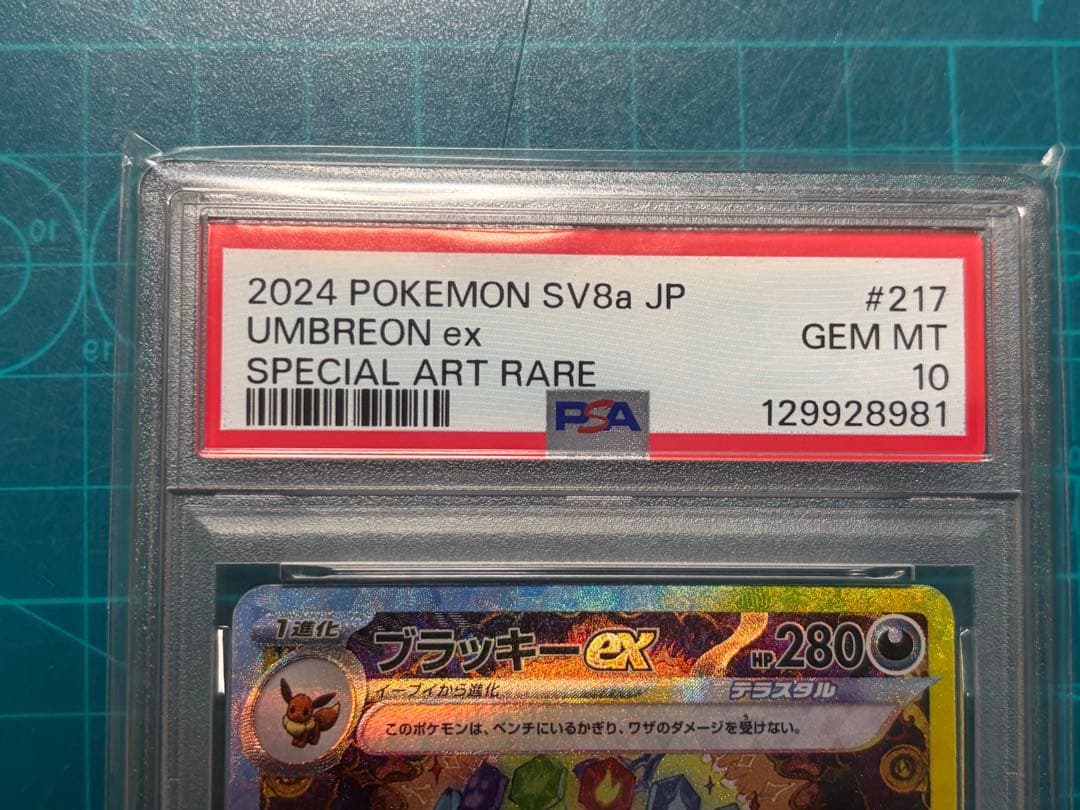 2024 POKEMON SV8a JP #217
UMBREON ex GEM MT
SPECIAL ART RARE 10
PSA 129928981
1進化 ブラッキーex HP280
イーブイから進化 テラスタル
このポケモンは、ベンチにいるかぎり、ワザのダメージを受けない。
10
19
1